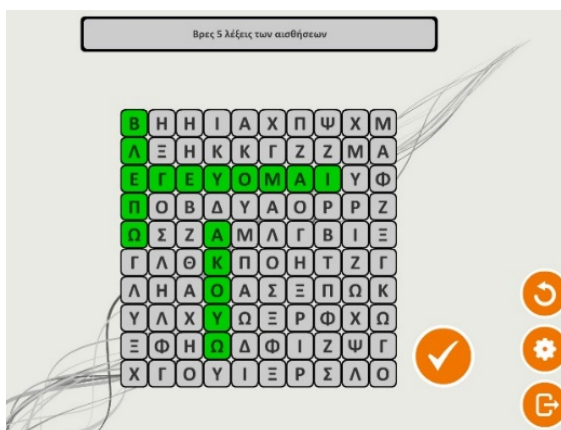 Βρες 5 λέξεις των αισθήσεων
Β Η Η Ι Α Χ Π Ψ Χ Μ
Λ Ξ Η Κ Κ Γ Ζ Ζ Μ Α
Ε Γ Ε Υ Ο Μ Α Ι Υ Φ
Π Ο Β Δ Υ Α Ο Ρ Ρ Ζ
Ω Σ Ζ Α Μ Λ Γ Β Ι Ξ
Γ Λ Θ Κ Π Ο Η Τ Ζ Γ
Λ Η Α Ο Α Σ Ξ Π Ω Κ
Υ Λ Χ Υ Ω Ξ Ρ Φ Χ Ω
Ξ Φ Η Ω Δ Φ Ι Ζ Ψ Γ
Χ Γ Ο Υ Ι Ξ Ρ Σ Λ Ο